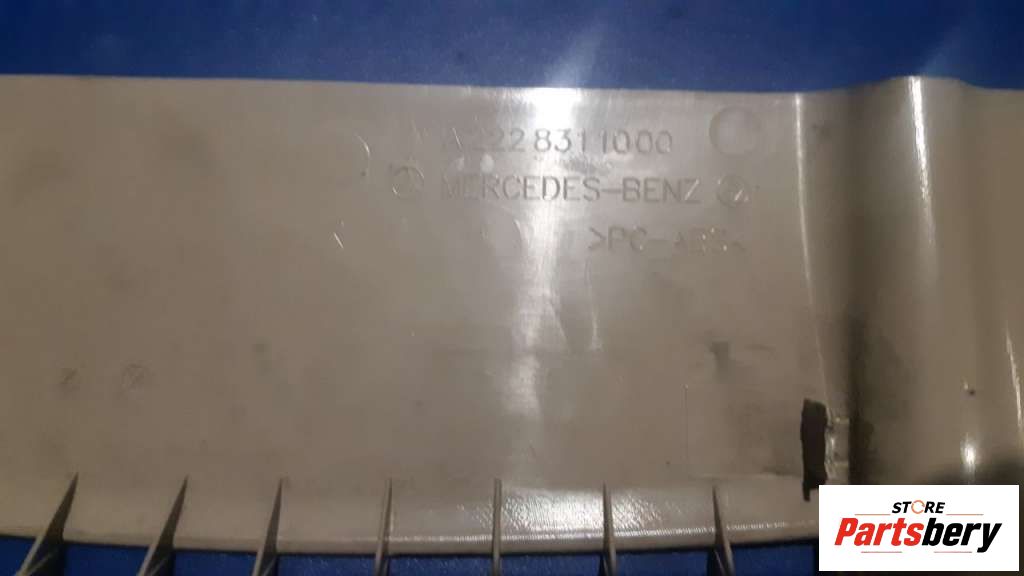 A2228311000
MERCEDES-BENZ
>PC-ABS<
STORE
Partsbery